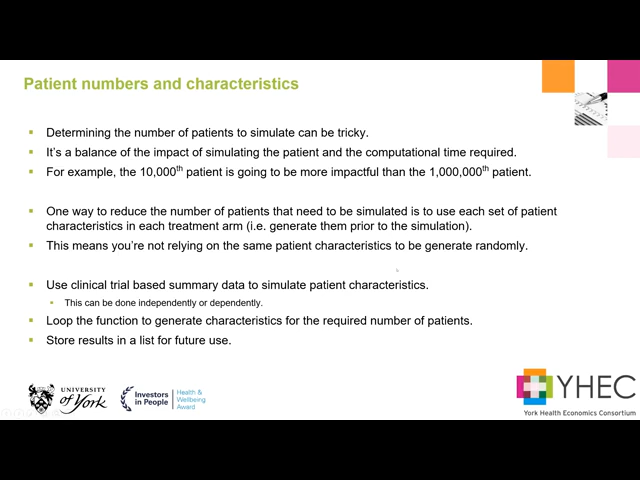 Patient numbers and characteristics
Determining the number of patients to simulate can be tricky.
It's a balance of the impact of simulating the patient and the computational time required.
For example, the 10,000th patient is going to be more impactful than the 1,000,000th patient.
One way to reduce the number of patients that need to be simulated is to use each set of patient
characteristics in each treatment arm (i.e. generate them prior to the simulation).
This means you're not relying on the same patient characteristics to be generate randomly.
Use clinical trial based summary data to simulate patient characteristics.
This can be done independently or dependently.
Loop the function to generate characteristics for the required number of patients.
Store results in a list for future use.
UNIVERSITY
of York
Investors
in People
Health &
Wellbeing
Award
YHEC
York Health Economics Consortium